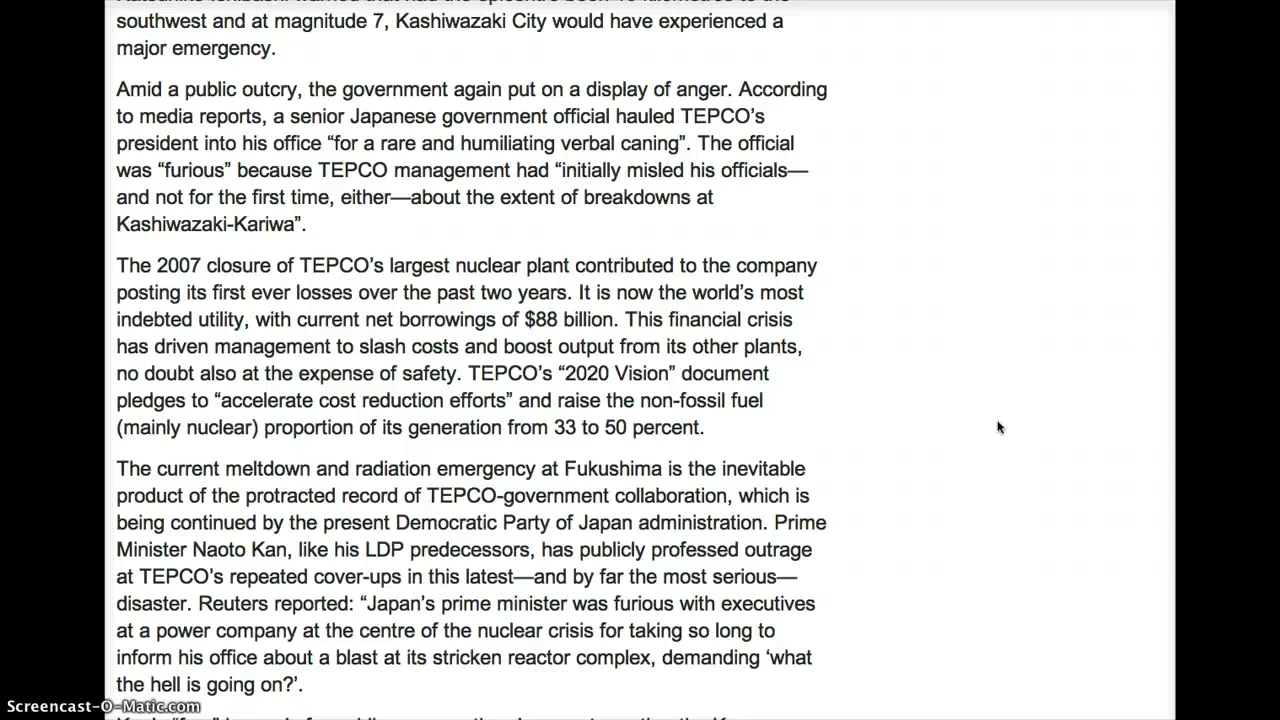 southwest and at magnitude 7, Kashiwazaki City would have experienced a
major emergency.
Amid a public outcry, the government again put on a display of anger. According
to media reports, a senior Japanese government official hauled TEPCO’s
president into his office “for a rare and humiliating verbal caning”. The official
was “furious” because TEPCO management had “initially misled his officials—
and not for the first time, either—about the extent of breakdowns at
Kashiwazaki-Kariwa”.
The 2007 closure of TEPCO’s largest nuclear plant contributed to the company
posting its first ever losses over the past two years. It is now the world’s most
indebted utility, with current net borrowings of $88 billion. This financial crisis
has driven management to slash costs and boost output from its other plants,
no doubt also at the expense of safety. TEPCO’s “2020 Vision” document
pledges to “accelerate cost reduction efforts” and raise the non-fossil fuel
(mainly nuclear) proportion of its generation from 33 to 50 percent.
The current meltdown and radiation emergency at Fukushima is the inevitable
product of the protracted record of TEPCO-government collaboration, which is
being continued by the present Democratic Party of Japan administration. Prime
Minister Naoto Kan, like his LDP predecessors, has publicly professed outrage
at TEPCO’s repeated cover-ups in this latest—and by far the most serious—
disaster. Reuters reported: “Japan’s prime minister was furious with executives
at a power company at the centre of the nuclear crisis for taking so long to
inform his office about a blast at its stricken reactor complex, demanding ‘what
the hell is going on?’.
Screencast-O-Matic.com